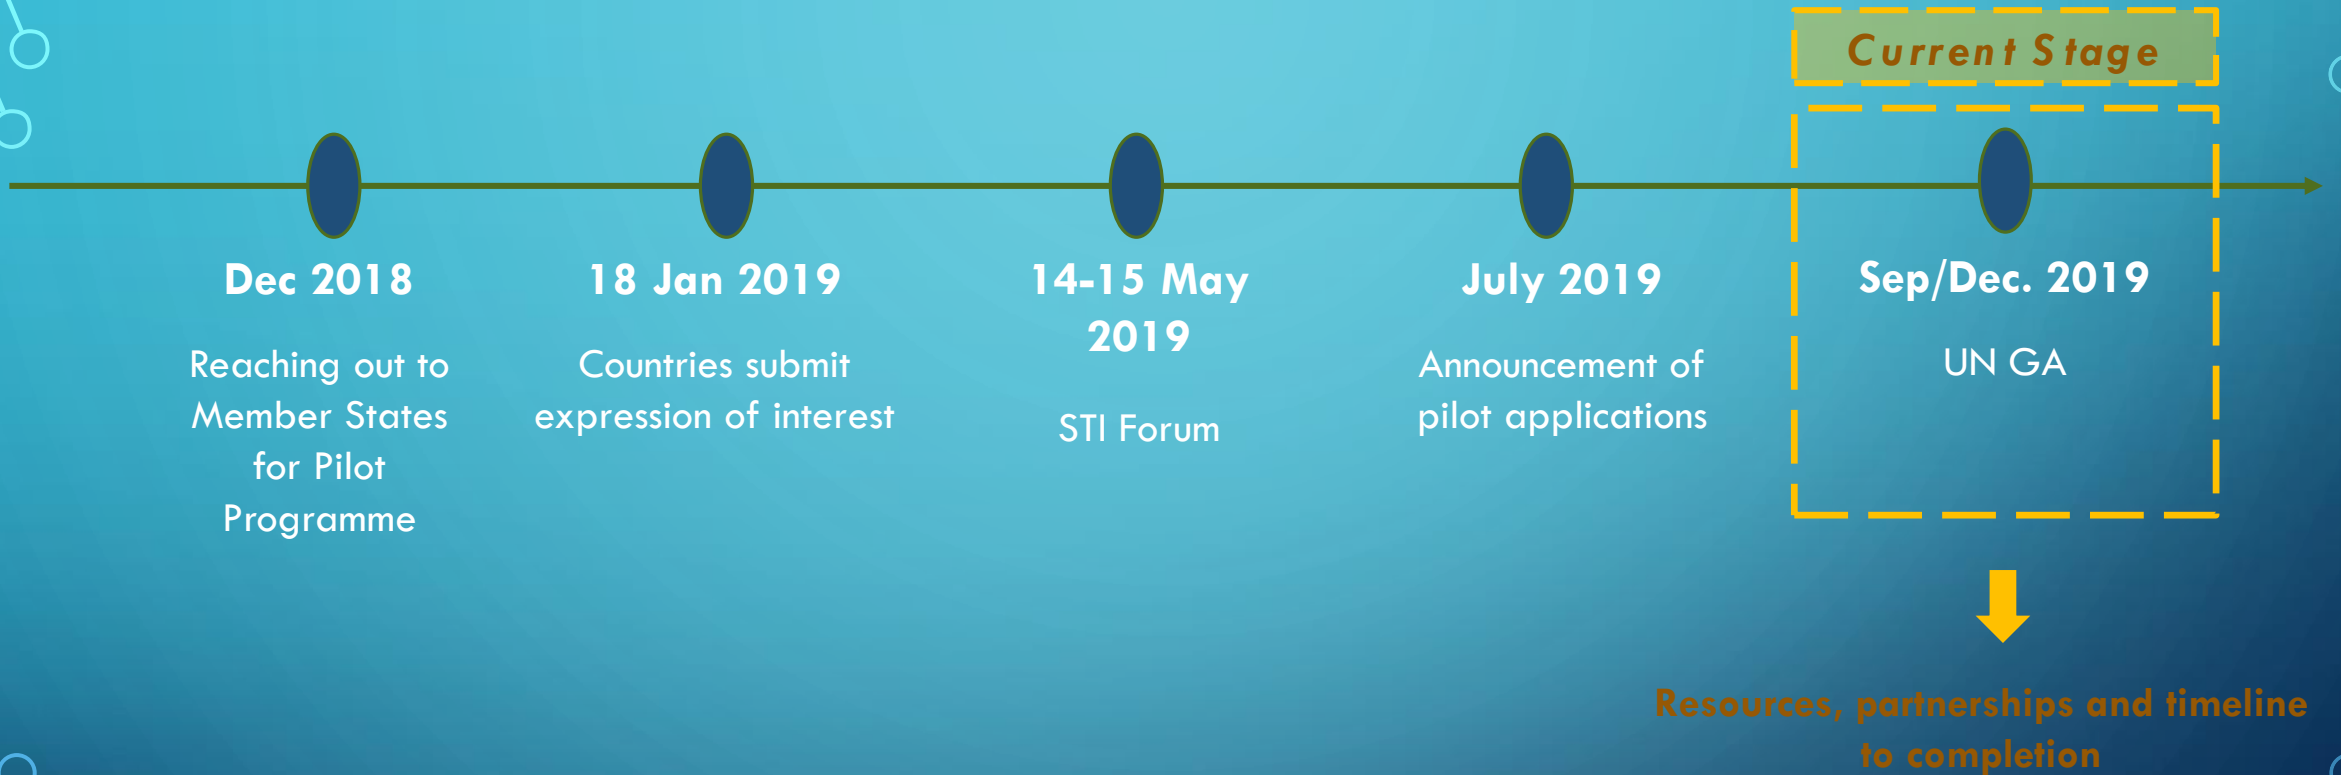 Current Stage
Dec 2018
Reaching out to
Member States
for Pilot
Programme
18 Jan 2019
Countries submit
expression of interest
14-15 May
2019
STI Forum
July 2019
Announcement of
pilot applications
Sep/Dec. 2019
UN GA
Resources, partnerships and timeline
to completion